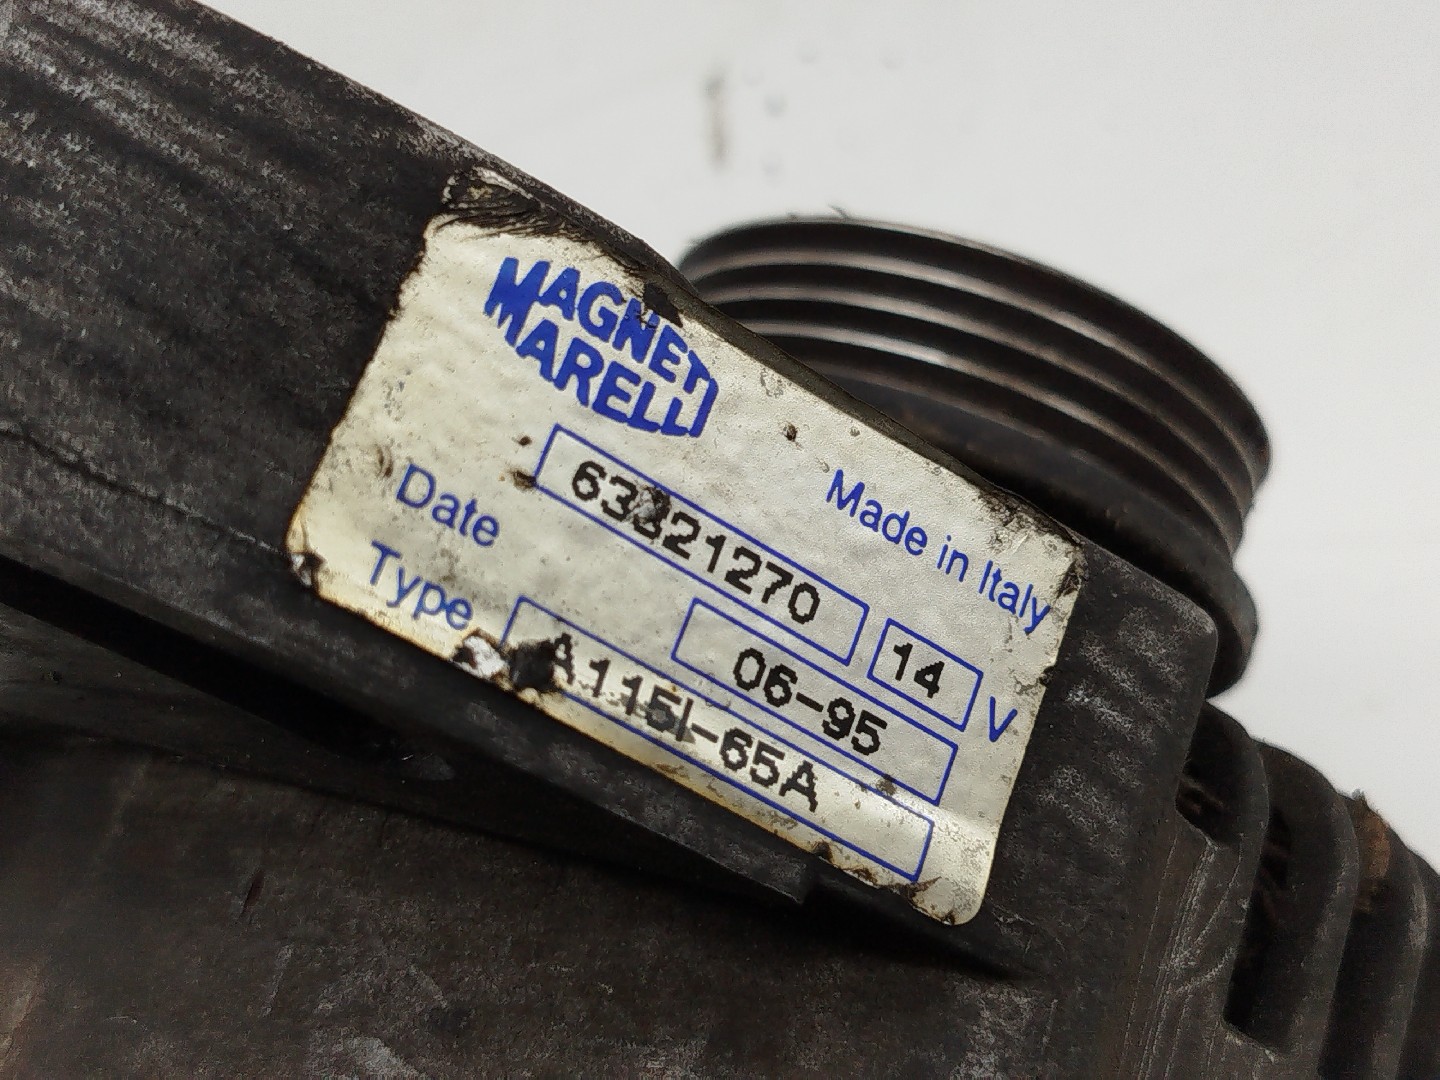 MAGNETI
MARELLI
Made in Italy
63321270
14 V
Date 06-95
Type A115I-65A